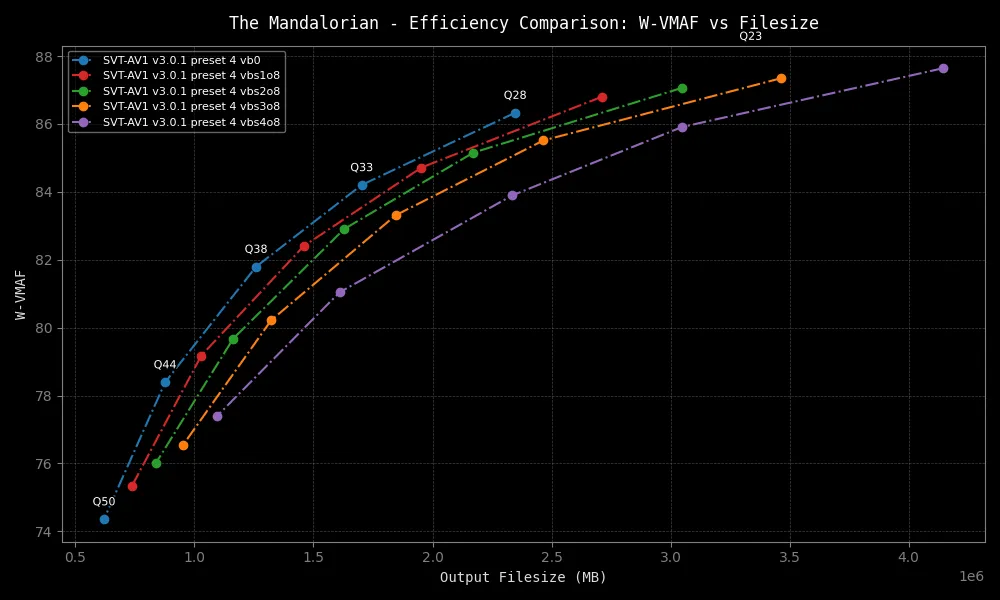 The Mandalorian - Efficiency Comparison: W-VMAF vs Filesize
Q23
88
SVT-AV1 v3.0.1 preset 4 vb0
SVT-AV1 v3.0.1 preset 4 vbs1o8
SVT-AV1 v3.0.1 preset 4 vbs2o8
SVT-AV1 v3.0.1 preset 4 vbs3o8
SVT-AV1 v3.0.1 preset 4 vbs4o8
Q28
86
Q33
84
Q38
82
W-VMAF
80
Q44
78
76
Q50
74
0.5 1.0 1.5 2.0 2.5 3.0 3.5 4.0
1e6
Output Filesize (MB)